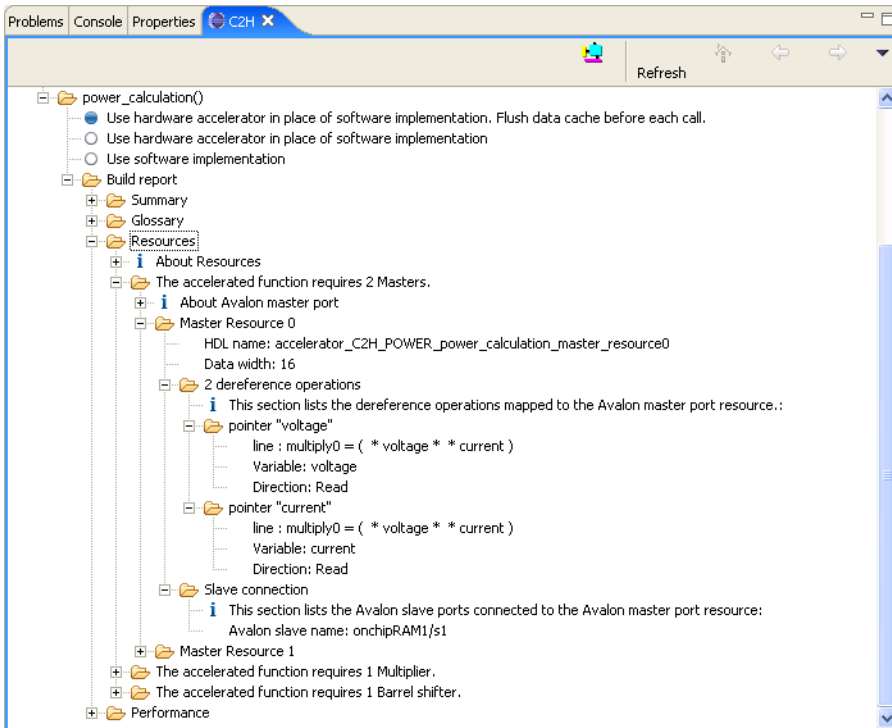 Problems Console Properties C2H
Refresh
power_calculation()
Use hardware accelerator in place of software implementation. Flush data cache before each call.
Use hardware accelerator in place of software implementation
Use software implementation
Build report
Summary
Glossary
Resources
About Resources
The accelerated function requires 2 Masters.
About Avalon master port
Master Resource 0
HDL name: accelerator_C2H_POWER_power_calculation_master_resource0
Data width: 16
2 dereference operations
This section lists the dereference operations mapped to the Avalon master port resource.:
pointer "voltage"
line : multiply0 = ( * voltage * * current )
Variable: voltage
Direction: Read
pointer "current"
line : multiply0 = ( * voltage * * current )
Variable: current
Direction: Read
Slave connection
This section lists the Avalon slave ports connected to the Avalon master port resource:
Avalon slave name: onchipRAM1/s1
Master Resource 1
The accelerated function requires 1 Multiplier.
The accelerated function requires 1 Barrel shifter.
Performance